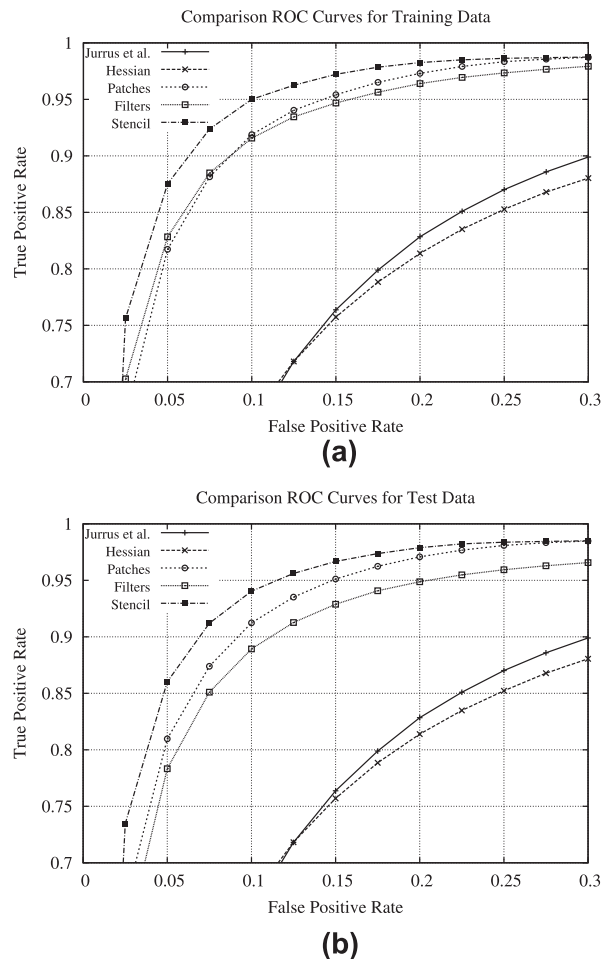 Comparison ROC Curves for Training Data
1
0.95
0.9
0.85
0.8
0.75
0.7
True Positive Rate
Jurrus et al.
Hessian
Patches
Filters
Stencil
0 0.05 0.1 0.15 0.2 0.25 0.3
False Positive Rate
(a)
Comparison ROC Curves for Test Data
1
0.95
0.9
0.85
0.8
0.75
0.7
True Positive Rate
Jurrus et al.
Hessian
Patches
Filters
Stencil
0 0.05 0.1 0.15 0.2 0.25 0.3
False Positive Rate
(b)